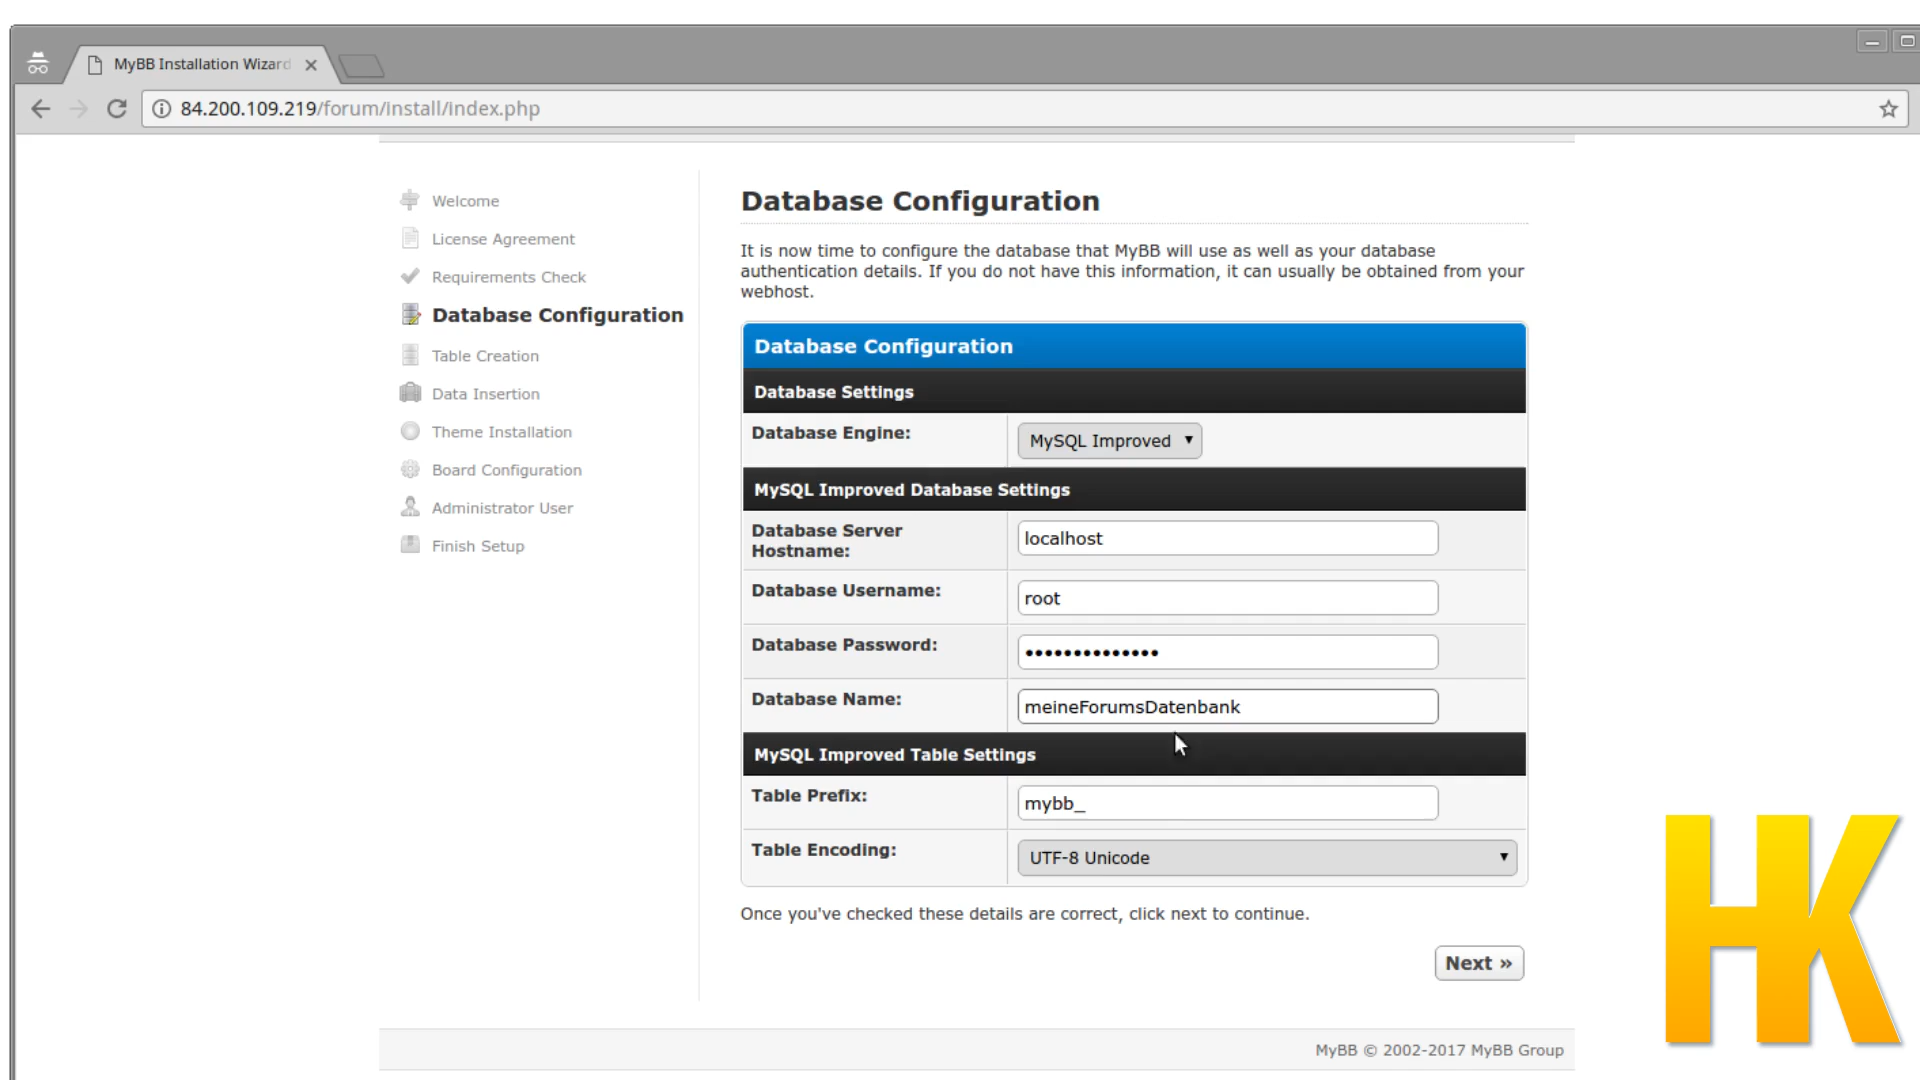 MyBB Installation Wizard
84.200.109.219/forum/install/index.php
Welcome
License Agreement
Requirements Check
Database Configuration
Table Creation
Data Insertion
Theme Installation
Board Configuration
Administrator User
Finish Setup
Database Configuration
It is now time to configure the database that MyBB will use as well as your database
authentication details. If you do not have this information, it can usually be obtained from your
webhost.
Database Configuration
Database Settings
Database Engine: MySQL Improved
MySQL Improved Database Settings
Database Server
Hostname: localhost
Database Username: root
Database Password: ••••••••••••••
Database Name: meineForumsDatenbank
MySQL Improved Table Settings
Table Prefix: mybb_
Table Encoding: UTF-8 Unicode
Once you've checked these details are correct, click next to continue.
Next »
HK
MyBB © 2002-2017 MyBB Group